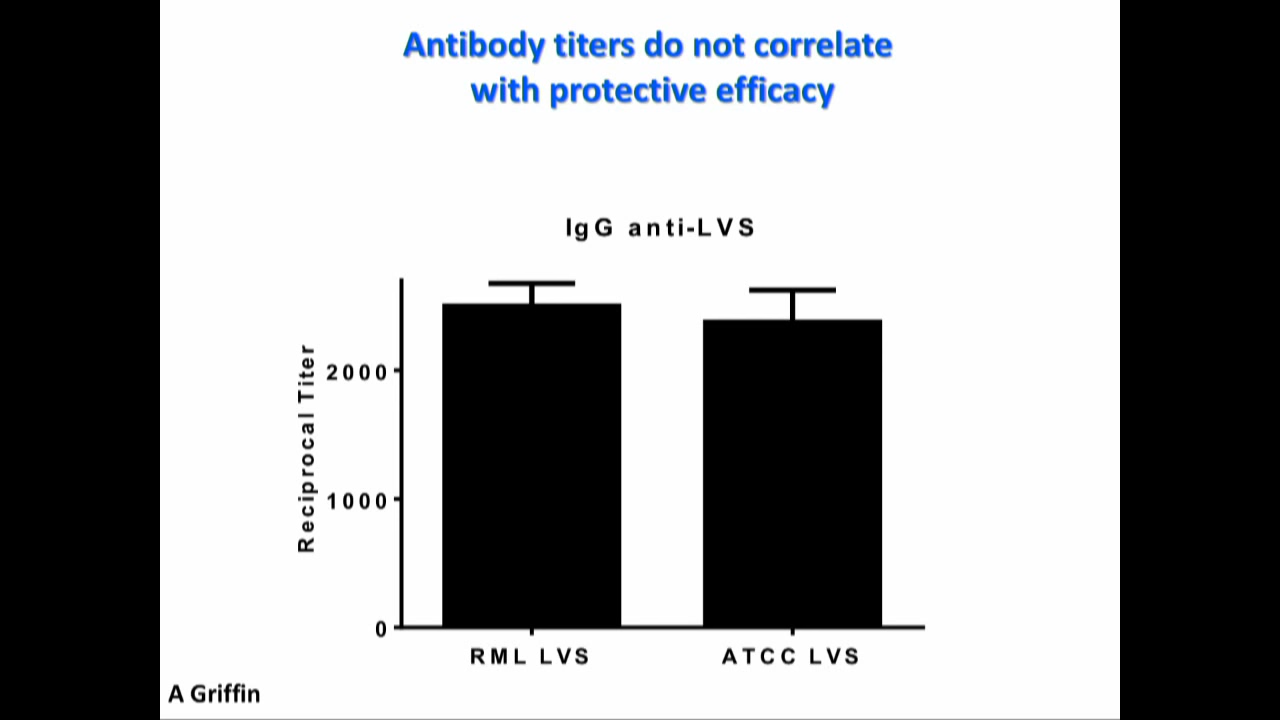 Antibody titers do not correlate
with protective efficacy
IgG anti-LVS
Reciprocal Titer
2000
1000
0
RML LVS
ATCC LVS
A Griffin